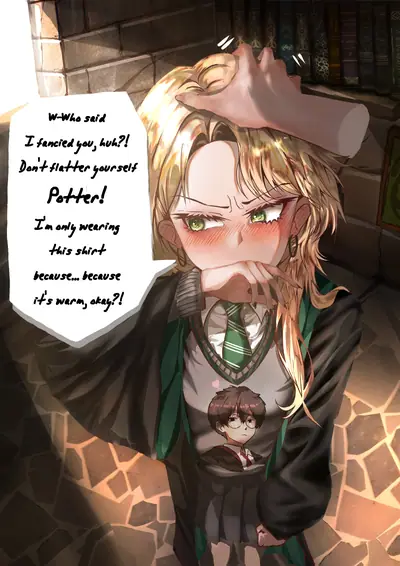 W-Who said
I fancied you, huh?!
Don't flatter yourself
Potter!
I'm only wearing
this shirt
because... because
it's warm, okay?!